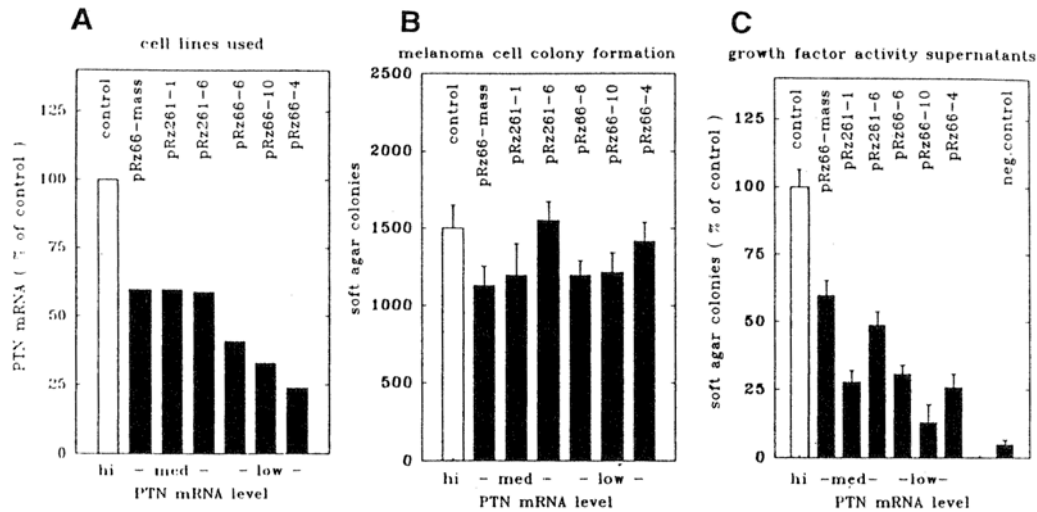 A
cell lines used
PTN mRNA ( % of control )
125
100
75
50
25
0
control
pRz66-mass
pRz261-1
pRz261-6
pRz66-6
pRz66-10
pRz66-4
hi - med - - low -
PTN mRNA level
B
melanoma cell colony formation
soft agar colonies
2500
2000
1500
1000
500
0
control
pRz66-mass
pRz261-1
pRz261-6
pRz66-6
pRz66-10
pRz66-4
hi - med - - low -
PTN mRNA level
C
growth factor activity supernatants
soft agar colonies ( % of control )
125
100
75
50
25
0
control
pRz66-mass
pRz261-1
pRz261-6
pRz66-6
pRz66-10
pRz66-4
neg.control
hi -med- -low-
PTN mRNA level